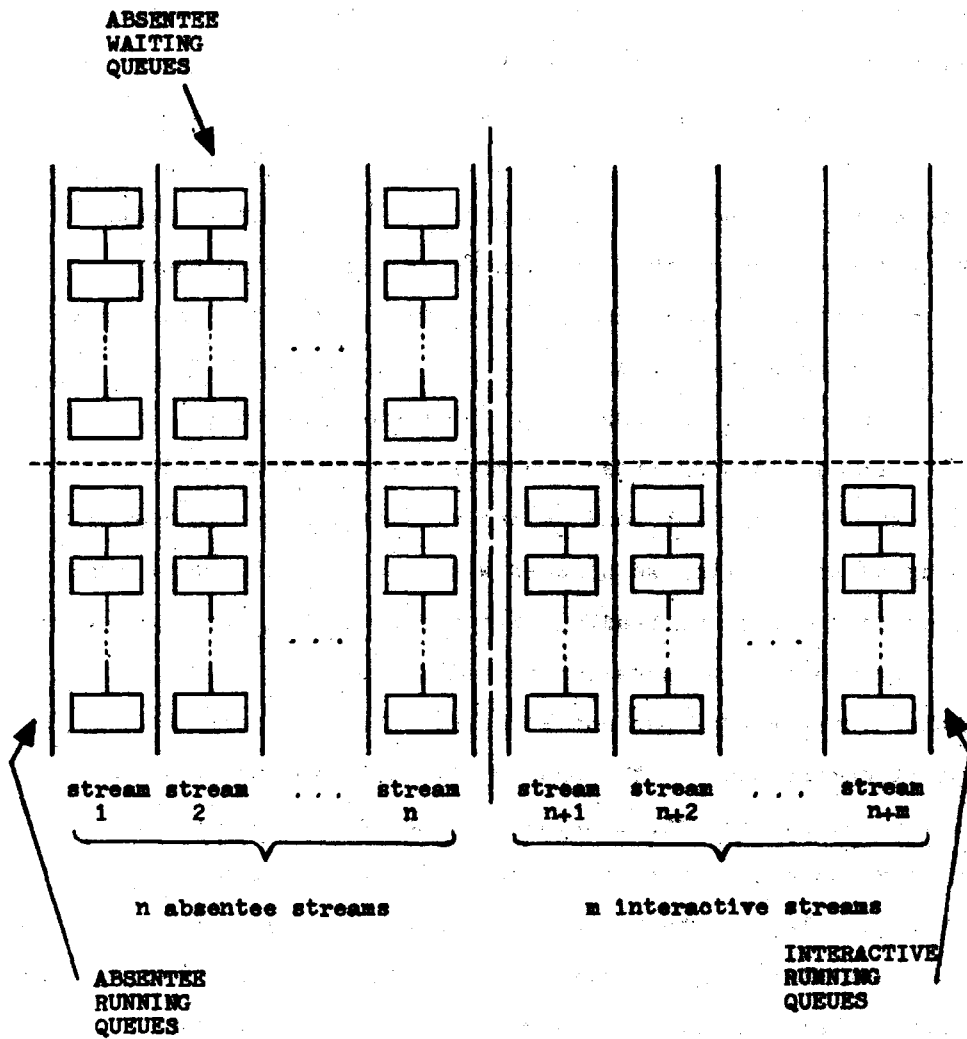 ABSENTEE
WAITING
QUEUES
. . .
. . . . . .
stream stream . . . stream stream stream . . . stream
1 2 n n+1 n+2 n+m
n absentee streams m interactive streams
ABSENTEE
RUNNING
QUEUES
INTERACTIVE
RUNNING
QUEUES